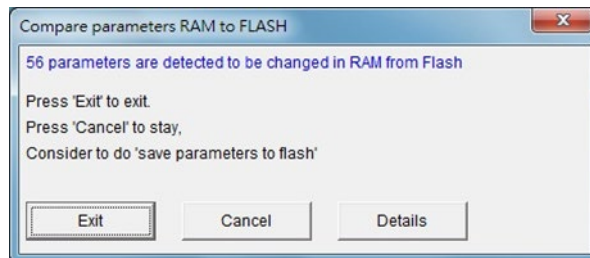 Compare parameters RAM to FLASH
56 parameters are detected to be changed in RAM from Flash
Press 'Exit' to exit.
Press 'Cancel' to stay,
Consider to do 'save parameters to flash'
Exit
Cancel
Details